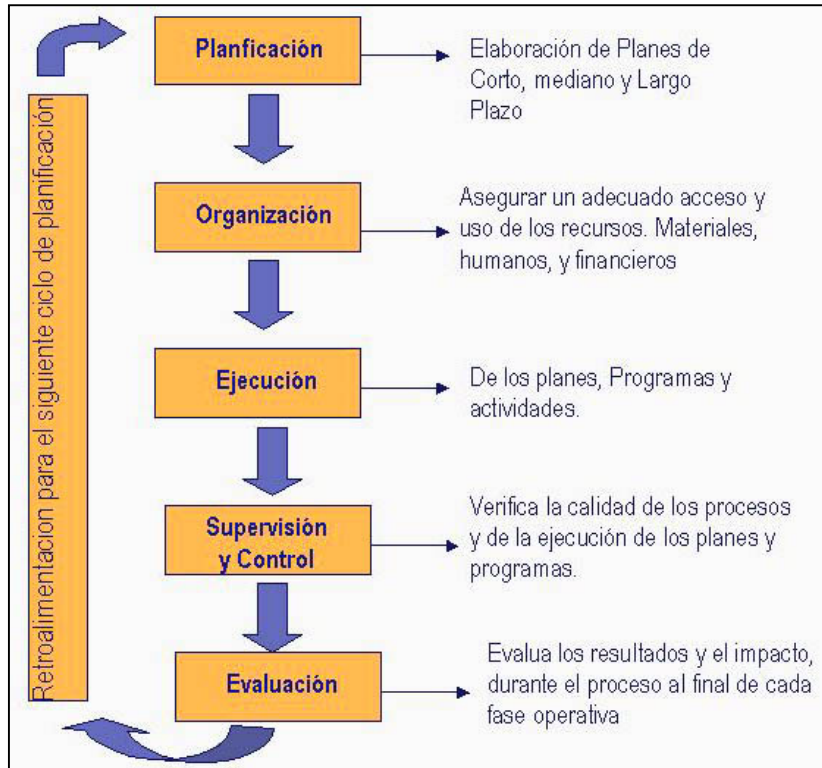 Planficación
Elaboración de Planes de
Corto, mediano y Largo
Plazo
Organización
Asegurar un adecuado acceso y
uso de los recursos. Materiales,
humanos, y financieros
Ejecución
De los planes, Programas y
actividades.
Supervisión
y Control
Verifica la calidad de los procesos
y de la ejecución de los planes y
programas.
Evaluación
Evalua los resultados y el impacto,
durante el proceso al final de cada
fase operativa
Retroalimentacion para el siguiente ciclo de planificación